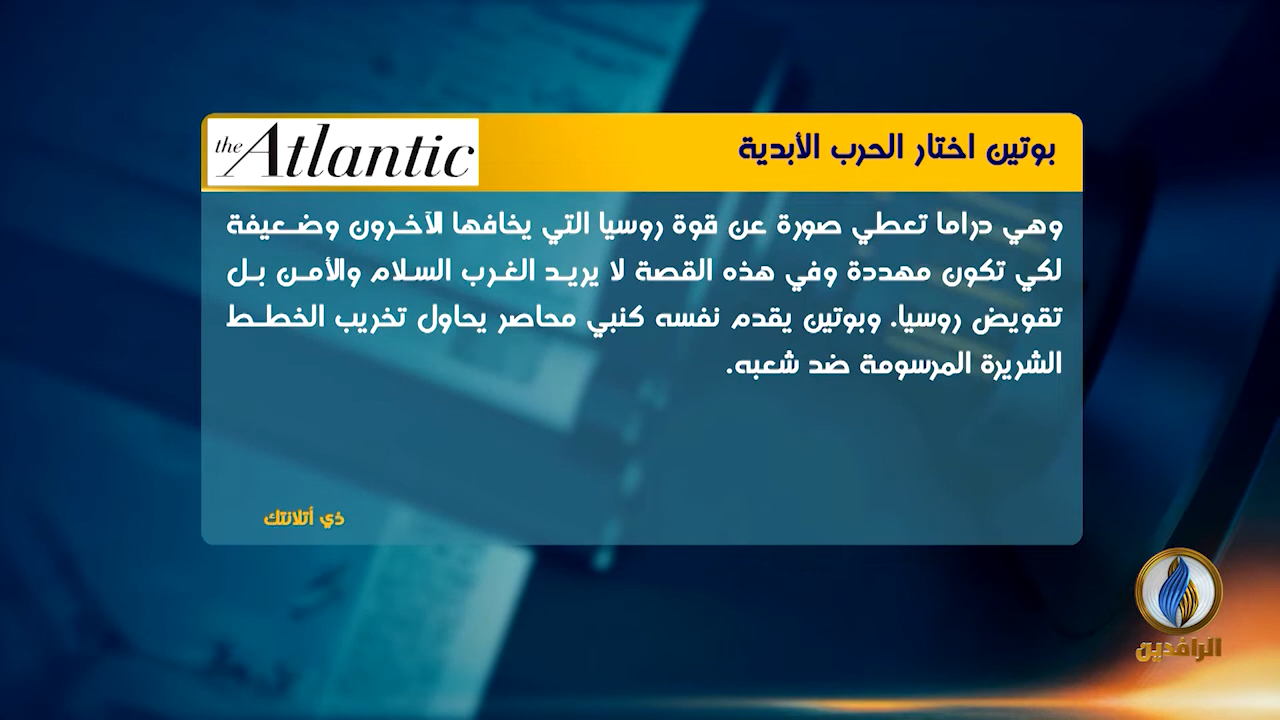 the Atlantic
بوتين اختار الحرب الأبدية
وهي دراما تعطي صورة عن قوة روسيا التي يخافها الآخرون وضعيفة
لكي تكون مهددة وفي هذه القصة لا يريد الغرب السلام والأمن بل
تقويض روسيا. وبوتين يقدم نفسه كنبي محاصر يحاول تخريب الخطط
الشريرة المرسومة ضد شعبه.
ذي أتلانتك
الرافدين